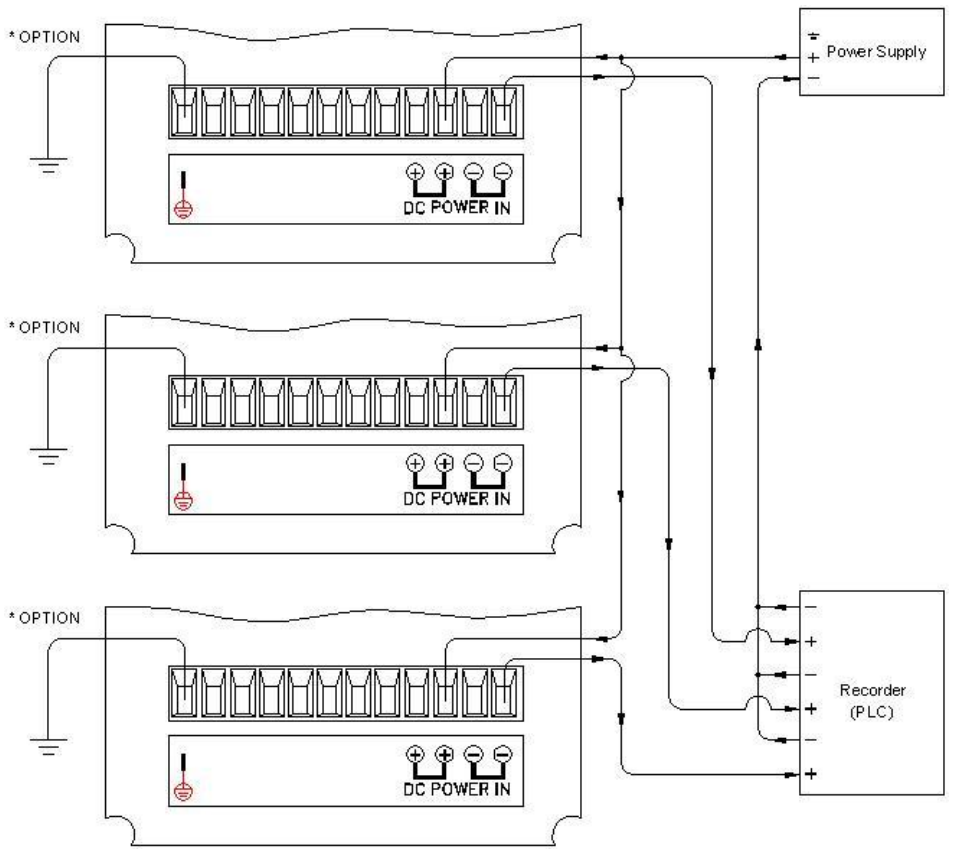 * OPTION
+ Power Supply
−
+ + − −
DC POWER IN
* OPTION
+ + − −
DC POWER IN
* OPTION
−
+
−
Recorder
+ (PLC)
−
+
+ + − −
DC POWER IN